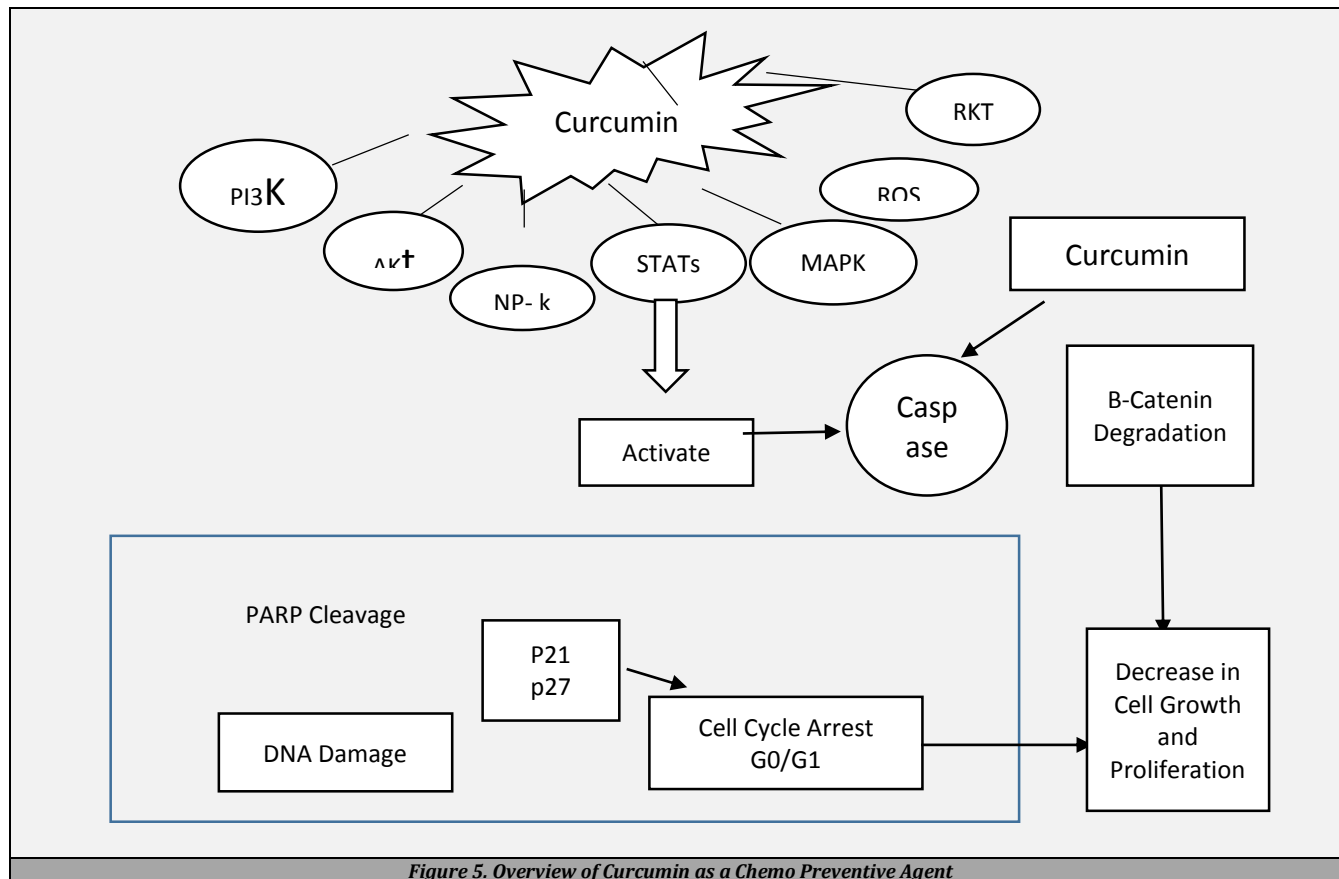 Curcumin
RKT
PI3K
ROS
Akt
STATs
MAPK
NP- k
Curcumin
Activate
Casp
ase
B-Catenin
Degradation
PARP Cleavage
P21
p27
DNA Damage
Cell Cycle Arrest
G0/G1
Decrease in
Cell Growth
and
Proliferation
Figure 5. Overview of Curcumin as a Chemo Preventive Agent